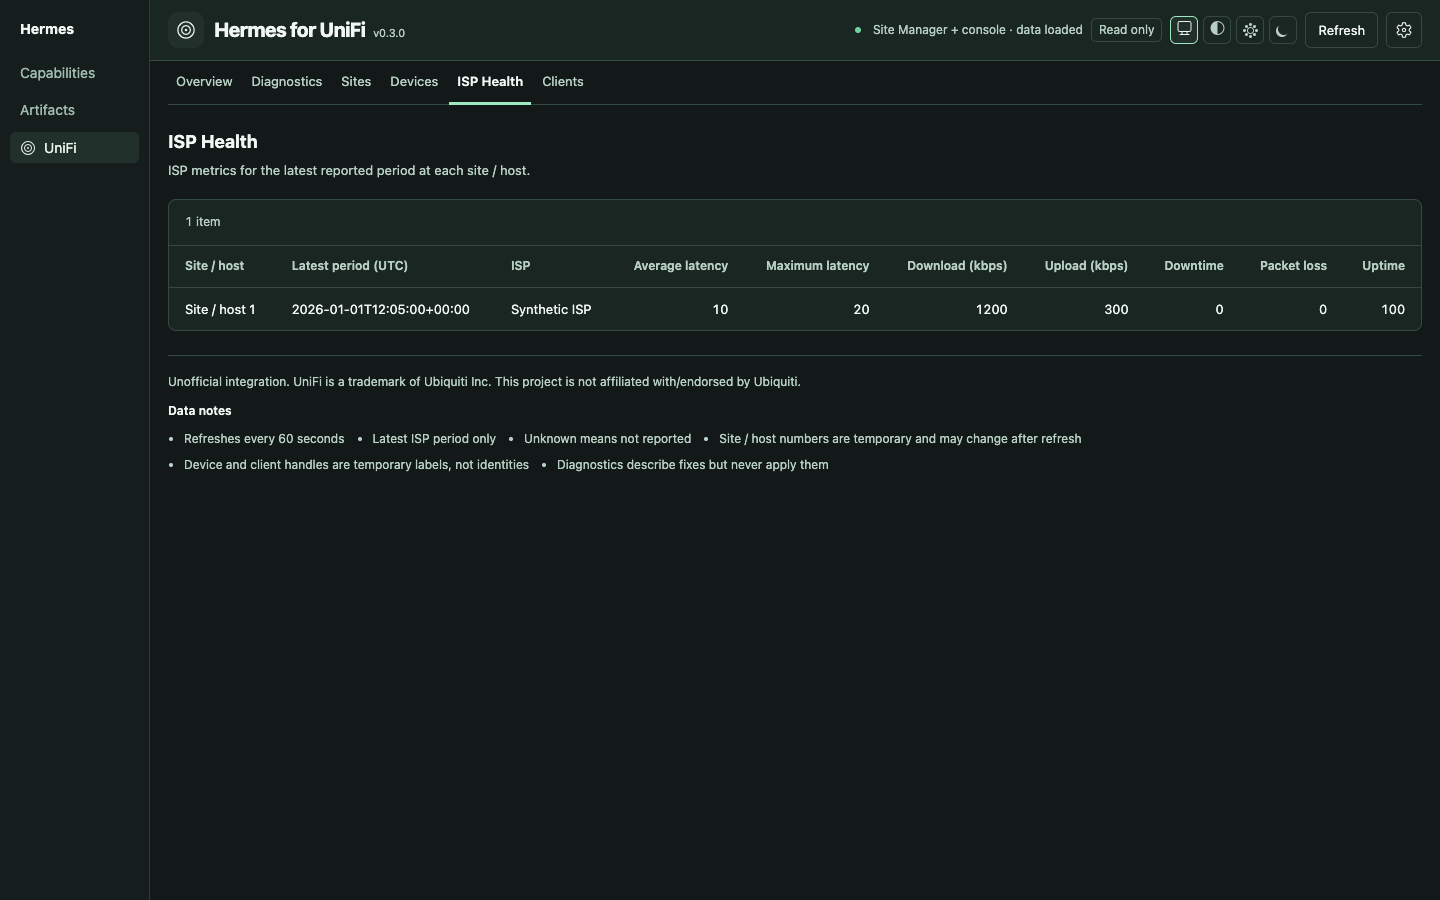 Hermes
Capabilities
Artifacts
UniFi
Hermes for UniFi v0.3.0
Site Manager + console · data loaded
Read only
Refresh
Overview Diagnostics Sites Devices ISP Health Clients
ISP Health
ISP metrics for the latest reported period at each site / host.
1 item
Site / host Latest period (UTC) ISP Average latency Maximum latency Download (kbps) Upload (kbps) Downtime Packet loss Uptime
Site / host 1 2026-01-01T12:05:00+00:00 Synthetic ISP 10 20 1200 300 0 0 100
Unofficial integration. UniFi is a trademark of Ubiquiti Inc. This project is not affiliated with/endorsed by Ubiquiti.
Data notes
• Refreshes every 60 seconds • Latest ISP period only • Unknown means not reported • Site / host numbers are temporary and may change after refresh
• Device and client handles are temporary labels, not identities • Diagnostics describe fixes but never apply them